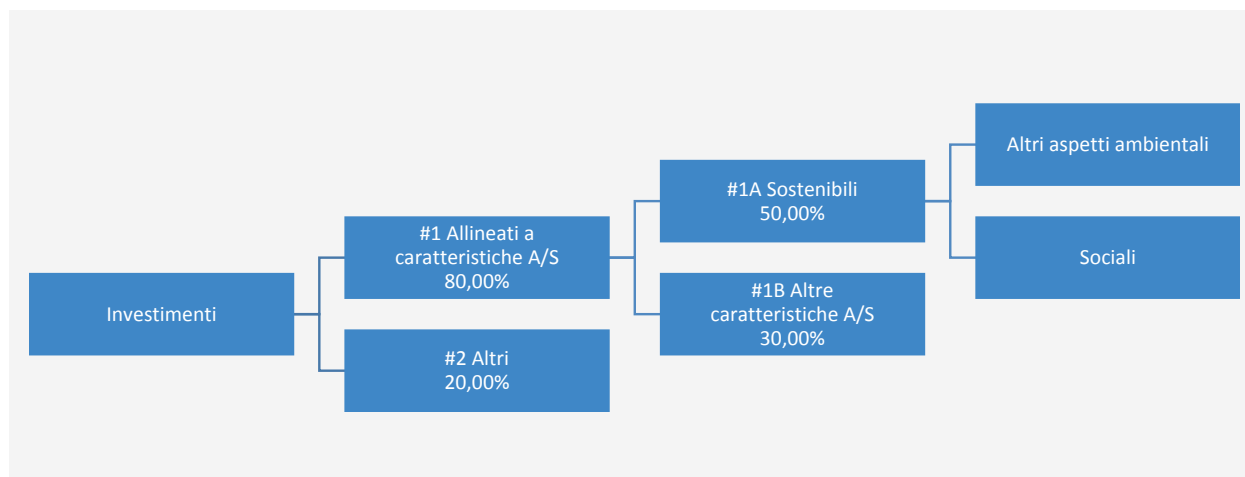 Investimenti
#1 Allineati a
caratteristiche A/S
80,00%
#2 Altri
20,00%
#1A Sostenibili
50,00%
#1B Altre
caratteristiche A/S
30,00%
Altri aspetti ambientali
Sociali